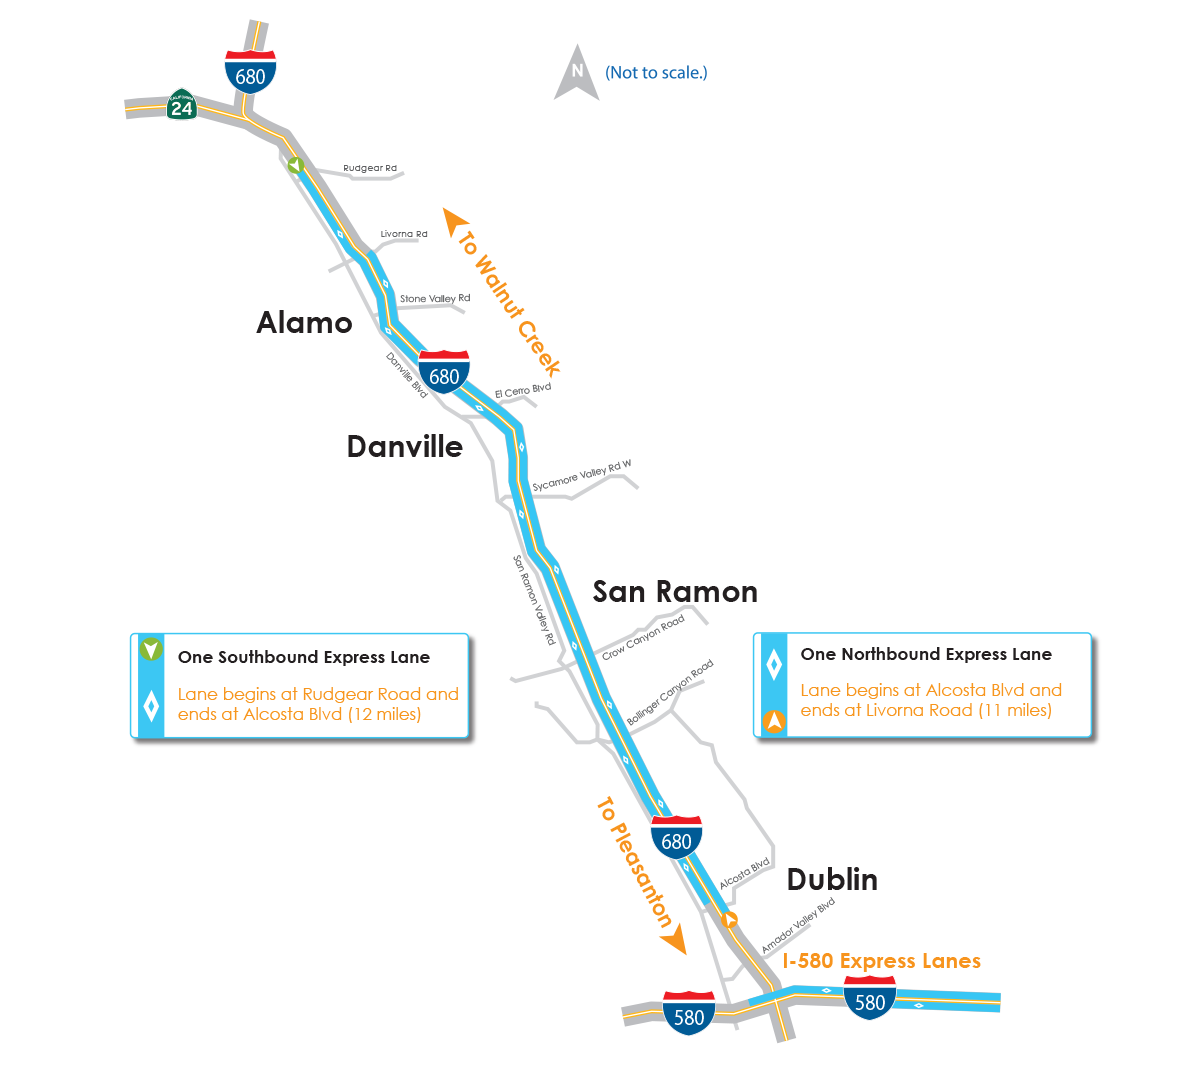 680
CALIFORNIA
24
N
(Not to scale.)
Rudgear Rd
Livorna Rd
To Walnut Creek
Stone Valley Rd
Alamo
Danville Blvd
680
El Cerro Blvd
Danville
Sycamore Valley Rd W
San Ramon Valley Rd
San Ramon
Crow Canyon Road
Bollinger Canyon Road
One Southbound Express Lane
Lane begins at Rudgear Road and
ends at Alcosta Blvd (12 miles)
One Northbound Express Lane
Lane begins at Alcosta Blvd and
ends at Livorna Road (11 miles)
To Pleasanton
680
Alcosta Blvd
Dublin
Amador Valley Blvd
I-580 Express Lanes
580
580